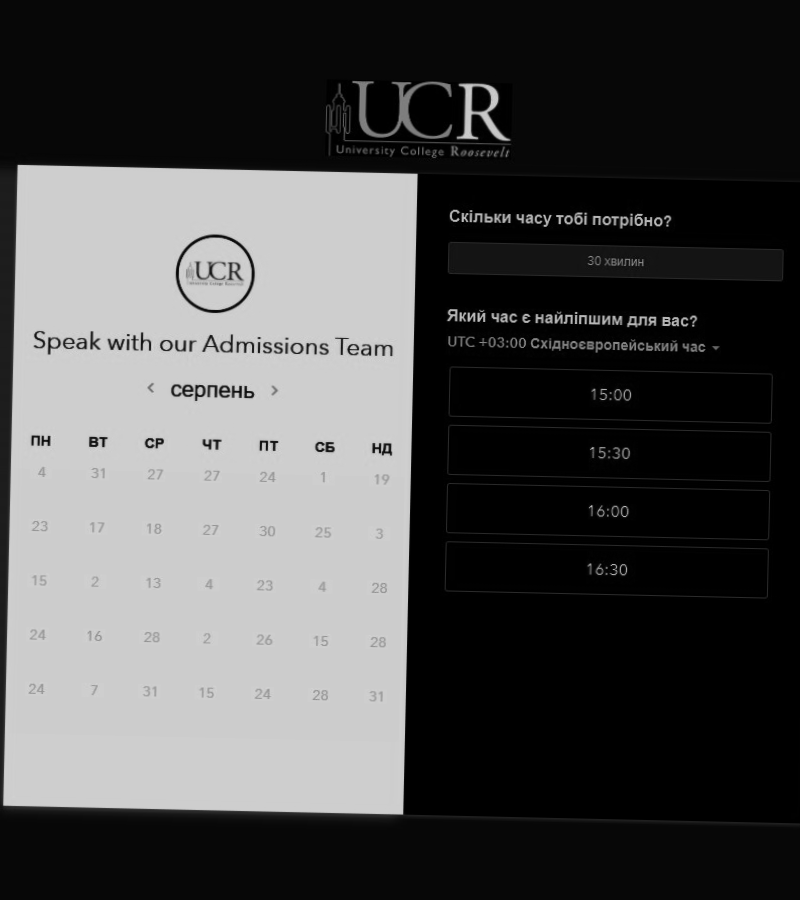 UCR
University College Roosevelt
UCR
University College Roosevelt
Speak with our Admissions Team
серпень
ПН ВТ СР ЧТ ПТ СБ НД
4 31 27 27 24 1 19
23 17 18 27 30 25 3
15 2 13 4 23 4 28
24 16 28 2 26 15 28
24 7 31 15 24 28 31
Скільки часу тобі потрібно?
30 хвилин
Який час є найліпшим для вас?
UTC +03:00 Східноєвропейський час
15:00
15:30
16:00
16:30